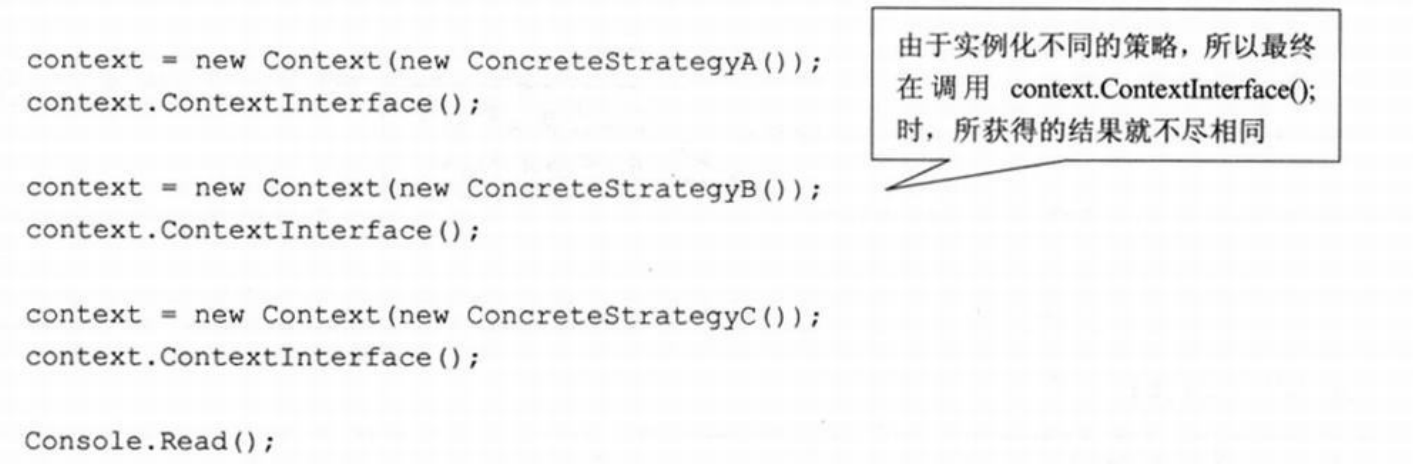 context = new Context(new ConcreteStrategyA());
context.ContextInterface();
context = new Context(new ConcreteStrategyB());
context.ContextInterface();
context = new Context(new ConcreteStrategyC());
context.ContextInterface();
Console.Read();
由于实例化不同的策略，所以最终
在调用 context.ContextInterface();
时，所获得的结果就不尽相同